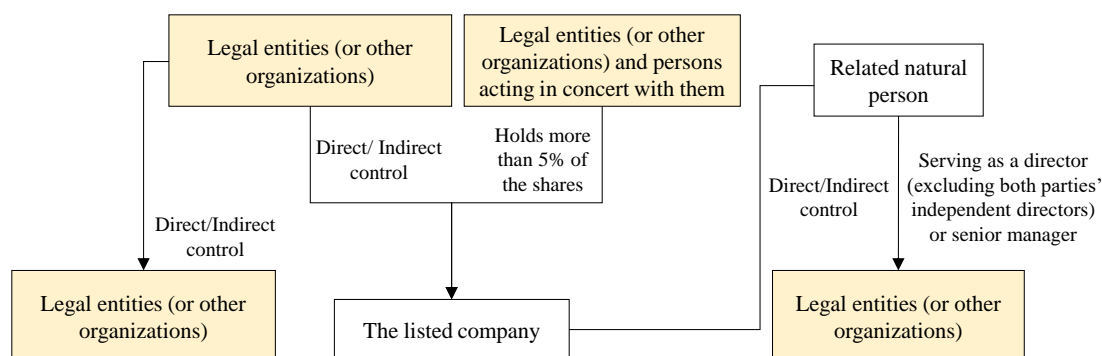 Legal entities (or other
organizations)
Legal entities (or other
organizations) and persons
acting in concert with them
Related natural
person
Direct/ Indirect
control
Holds more
than 5% of
the shares
Direct/Indirect
control
Serving as a director
(excluding both parties’
independent directors)
or senior manager
Direct/Indirect
control
Legal entities (or other
organizations)
The listed company
Legal entities (or other
organizations)